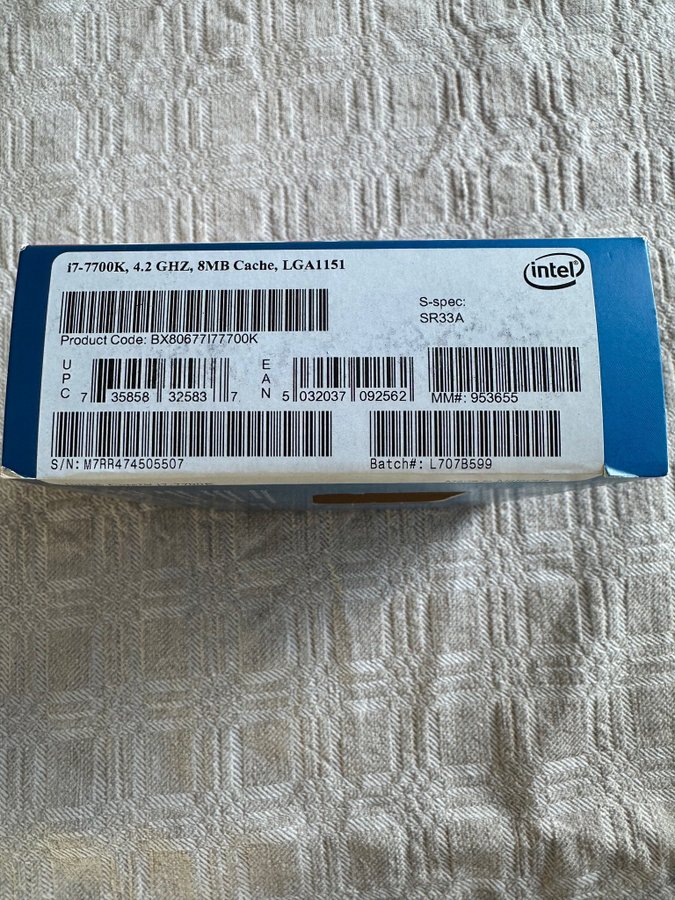 i7-7700K, 4.2 GHZ, 8MB Cache, LGA1151
intel
S-spec:
SR33A
Product Code: BX80677I77700K
UPC 7 35858 32583 7
EAN 5 032037 092562
MM#: 953655
S/N: M7RR474505507
Batch#: L707B599